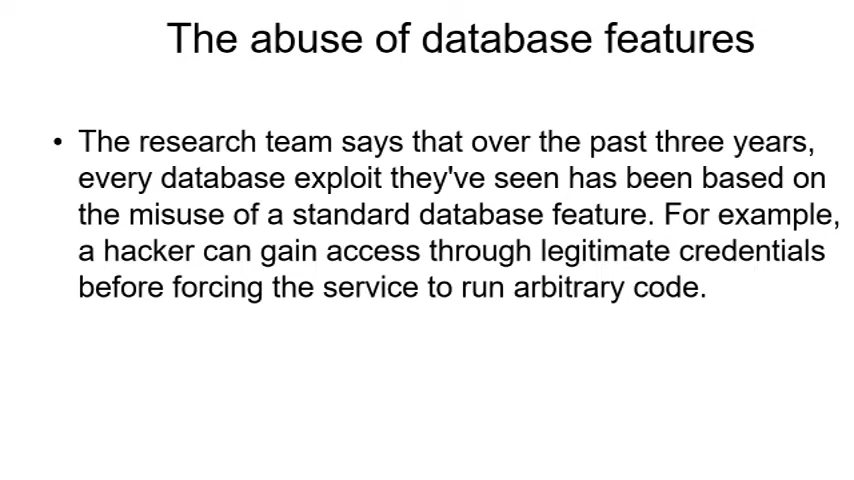 The abuse of database features
• The research team says that over the past three years,
every database exploit they've seen has been based on
the misuse of a standard database feature. For example,
a hacker can gain access through legitimate credentials
before forcing the service to run arbitrary code.